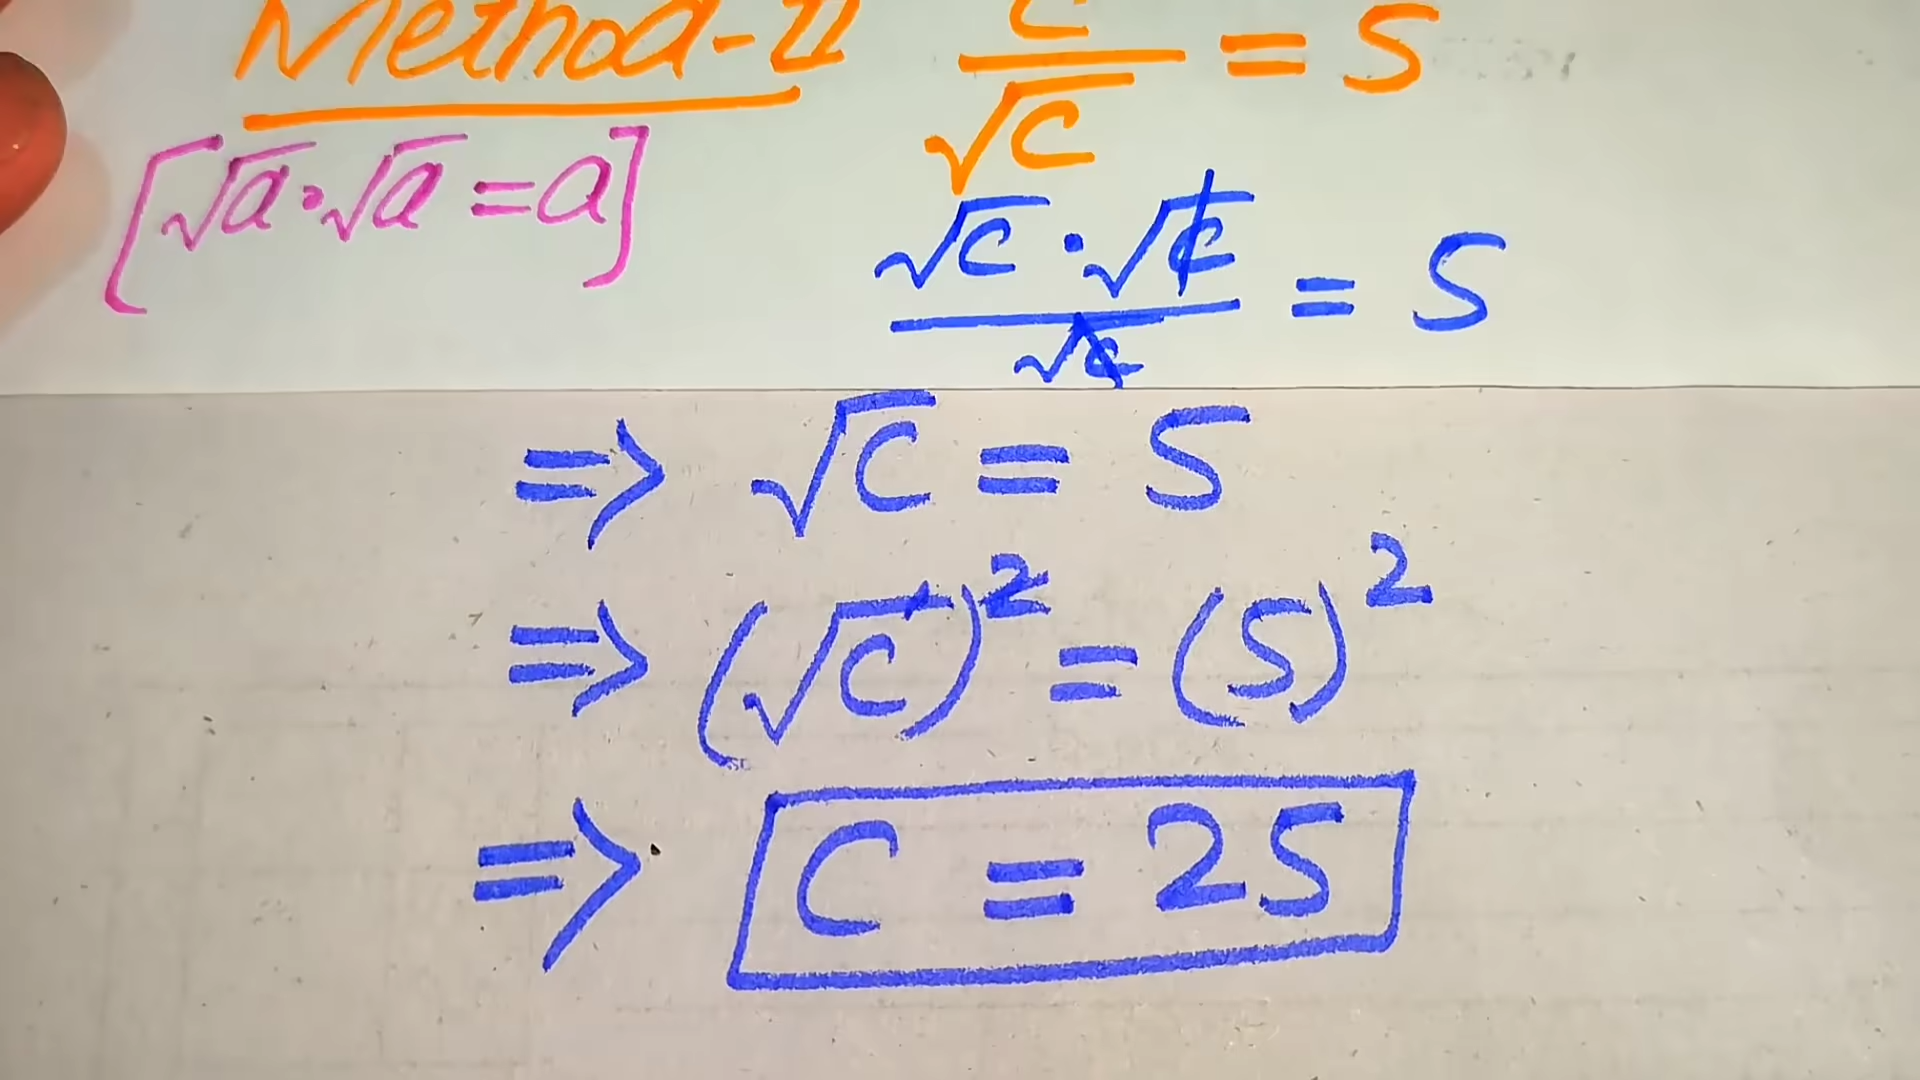 Method-II
c/√c = 5
[√a·√a = a]
√c·√c/√c = 5
=> √c = 5
=> (√c)² = (5)²
=> c = 25